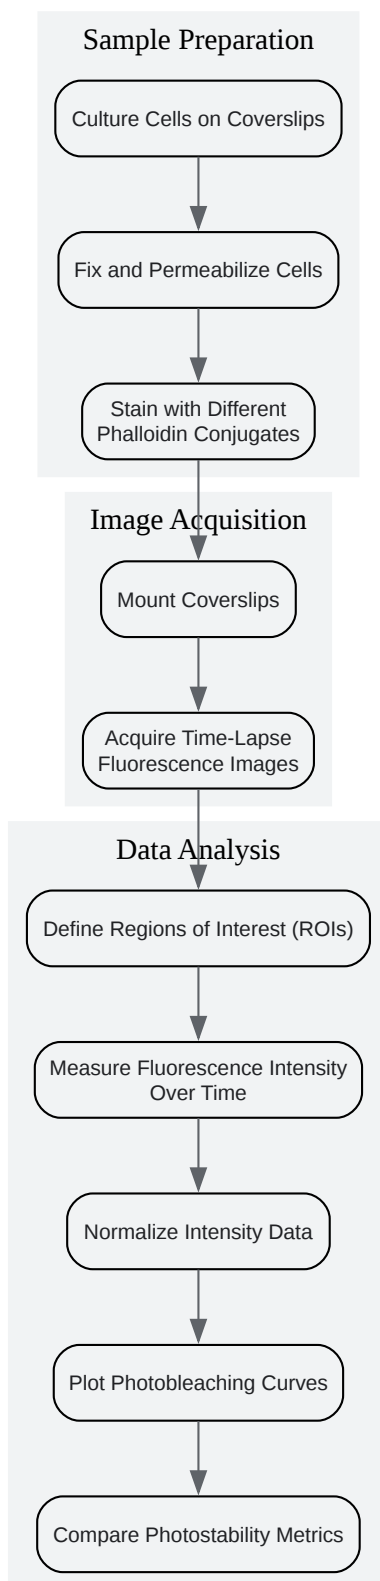 Sample Preparation
Culture Cells on Coverslips
Fix and Permeabilize Cells
Stain with Different
Phalloidin Conjugates
Image Acquisition
Mount Coverslips
Acquire Time-Lapse
Fluorescence Images
Data Analysis
Define Regions of Interest (ROIs)
Measure Fluorescence Intensity
Over Time
Normalize Intensity Data
Plot Photobleaching Curves
Compare Photostability Metrics